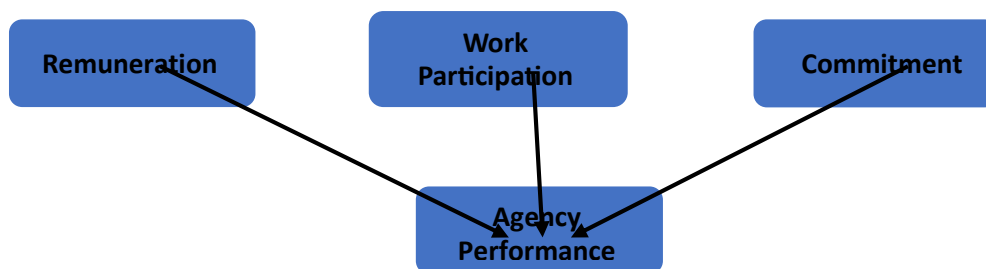 Remuneration
Work
Participation
Commitment
Agency
Performance